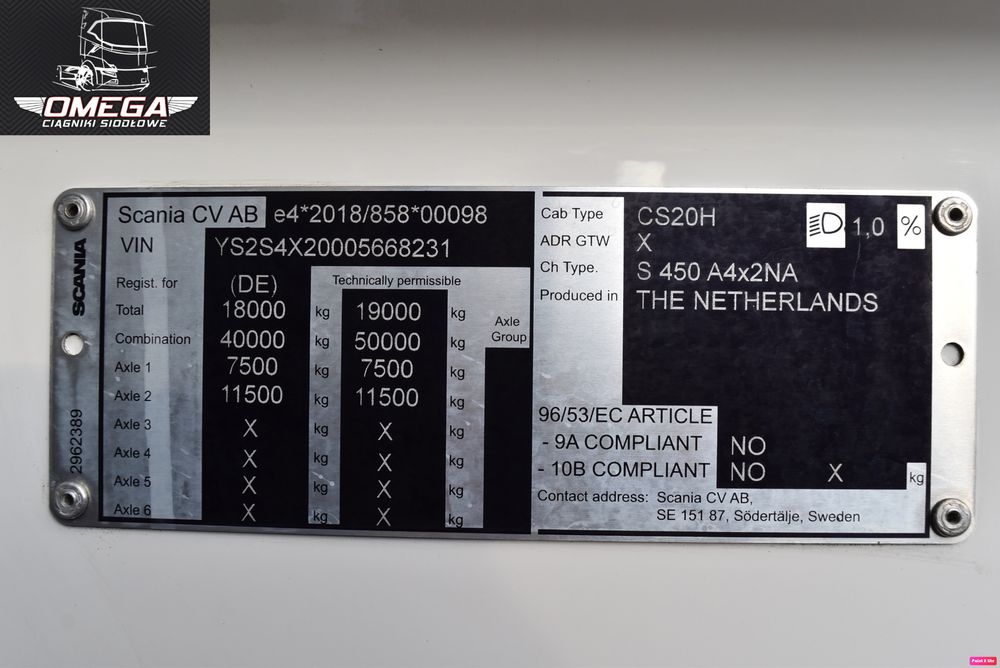 OMEGA
CIĄGNIKI SIODŁOWE
SCANIA
2962389
Scania CV AB e4*2018/858*00098
VIN YS2S4X20005668231
Regist. for (DE) Technically permissible
Total 18000 kg 19000 kg
Axle Group
Combination 40000 kg 50000 kg
Axle 1 7500 kg 7500 kg
Axle 2 11500 kg 11500 kg
Axle 3 X kg X kg
Axle 4 X kg X kg
Axle 5 X kg X kg
Axle 6 X kg X kg
Cab Type CS20H 1,0 %
ADR GTW X
Ch Type. S 450 A4x2NA
Produced in THE NETHERLANDS
96/53/EC ARTICLE
- 9A COMPLIANT NO
- 10B COMPLIANT NO X kg
Contact address: Scania CV AB,
SE 151 87, Södertälje, Sweden